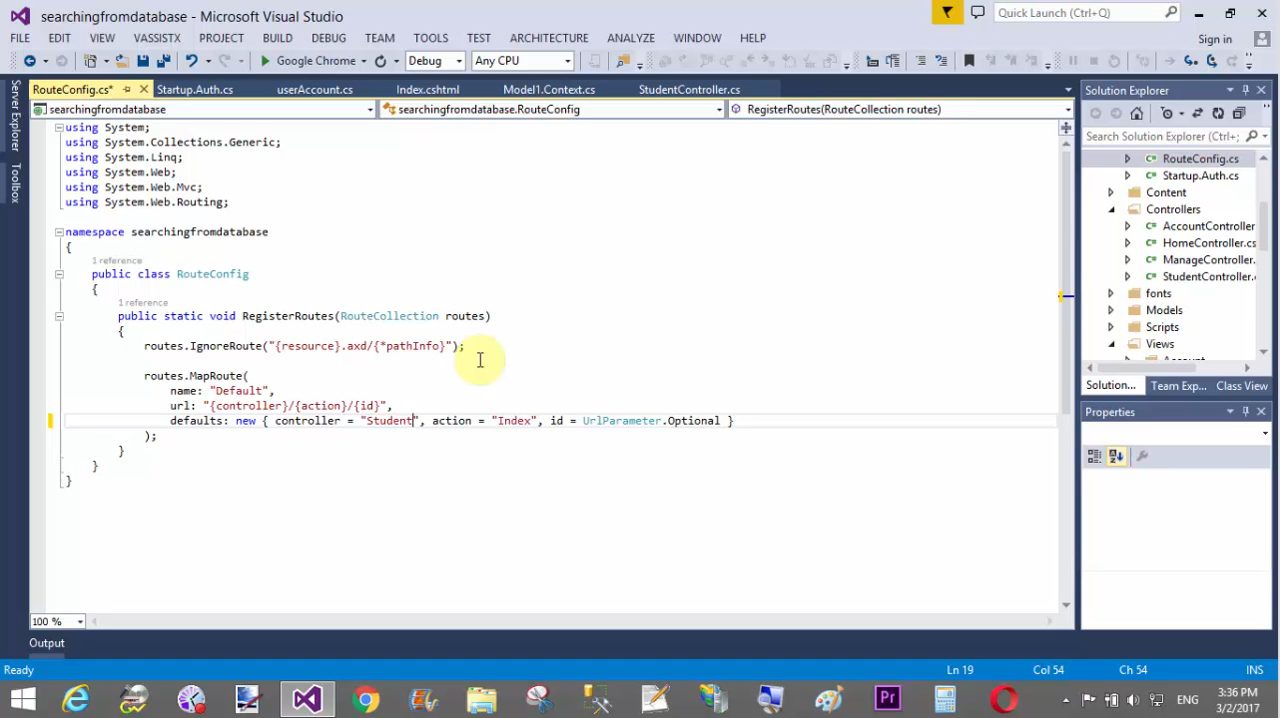 searchingfromdatabase - Microsoft Visual Studio
Quick Launch (Ctrl+Q)
FILE EDIT VIEW VASSISTX PROJECT BUILD DEBUG TEAM TOOLS TEST ARCHITECTURE ANALYZE WINDOW HELP
Sign in
Google Chrome Debug Any CPU
RouteConfig.cs* Startup.Auth.cs userAccount.cs Index.cshtml Model1.Context.cs StudentController.cs
searchingfromdatabase searchingfromdatabase.RouteConfig RegisterRoutes(RouteCollection routes)
Server Explorer
Toolbox
using System;
using System.Collections.Generic;
using System.Linq;
using System.Web;
using System.Web.Mvc;
using System.Web.Routing;
namespace searchingfromdatabase
{
1 reference
public class RouteConfig
{
1 reference
public static void RegisterRoutes(RouteCollection routes)
{
routes.IgnoreRoute("{resource}.axd/{*pathInfo}");
routes.MapRoute(
name: "Default",
url: "{controller}/{action}/{id}",
defaults: new { controller = "Student", action = "Index", id = UrlParameter.Optional }
);
}
}
}
100 %
Solution Explorer
Search Solution Explorer (Ctrl+;
RouteConfig.cs
Startup.Auth.cs
Content
Controllers
AccountController
HomeController.cs
ManageController.
StudentController.c
fonts
Models
Scripts
Views
Solution... Team Exp... Class View
Properties
Output
Ready Ln 19 Col 54 Ch 54 INS
ENG
3:36 PM
3/2/2017
Pr